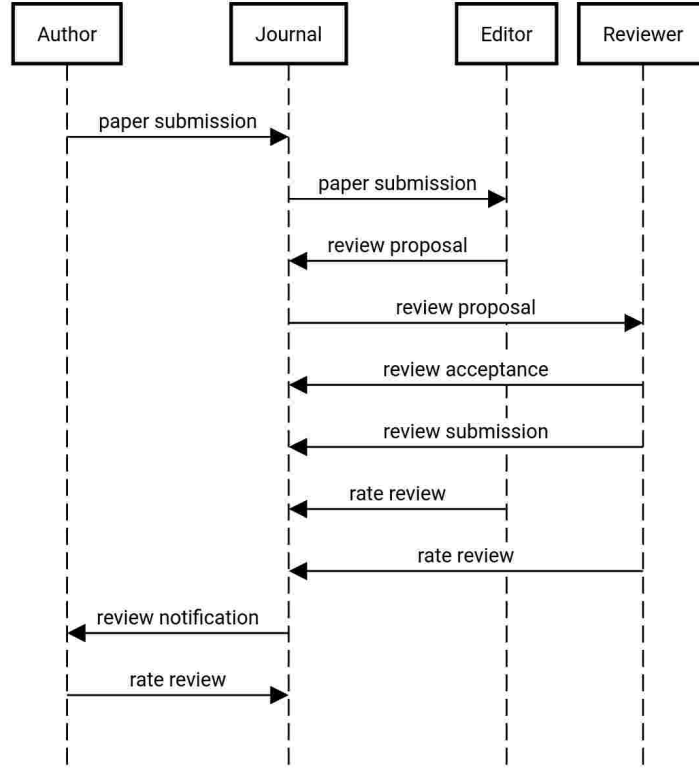 Author
Journal
Editor
Reviewer
paper submission
paper submission
review proposal
review proposal
review acceptance
review submission
rate review
rate review
review notification
rate review